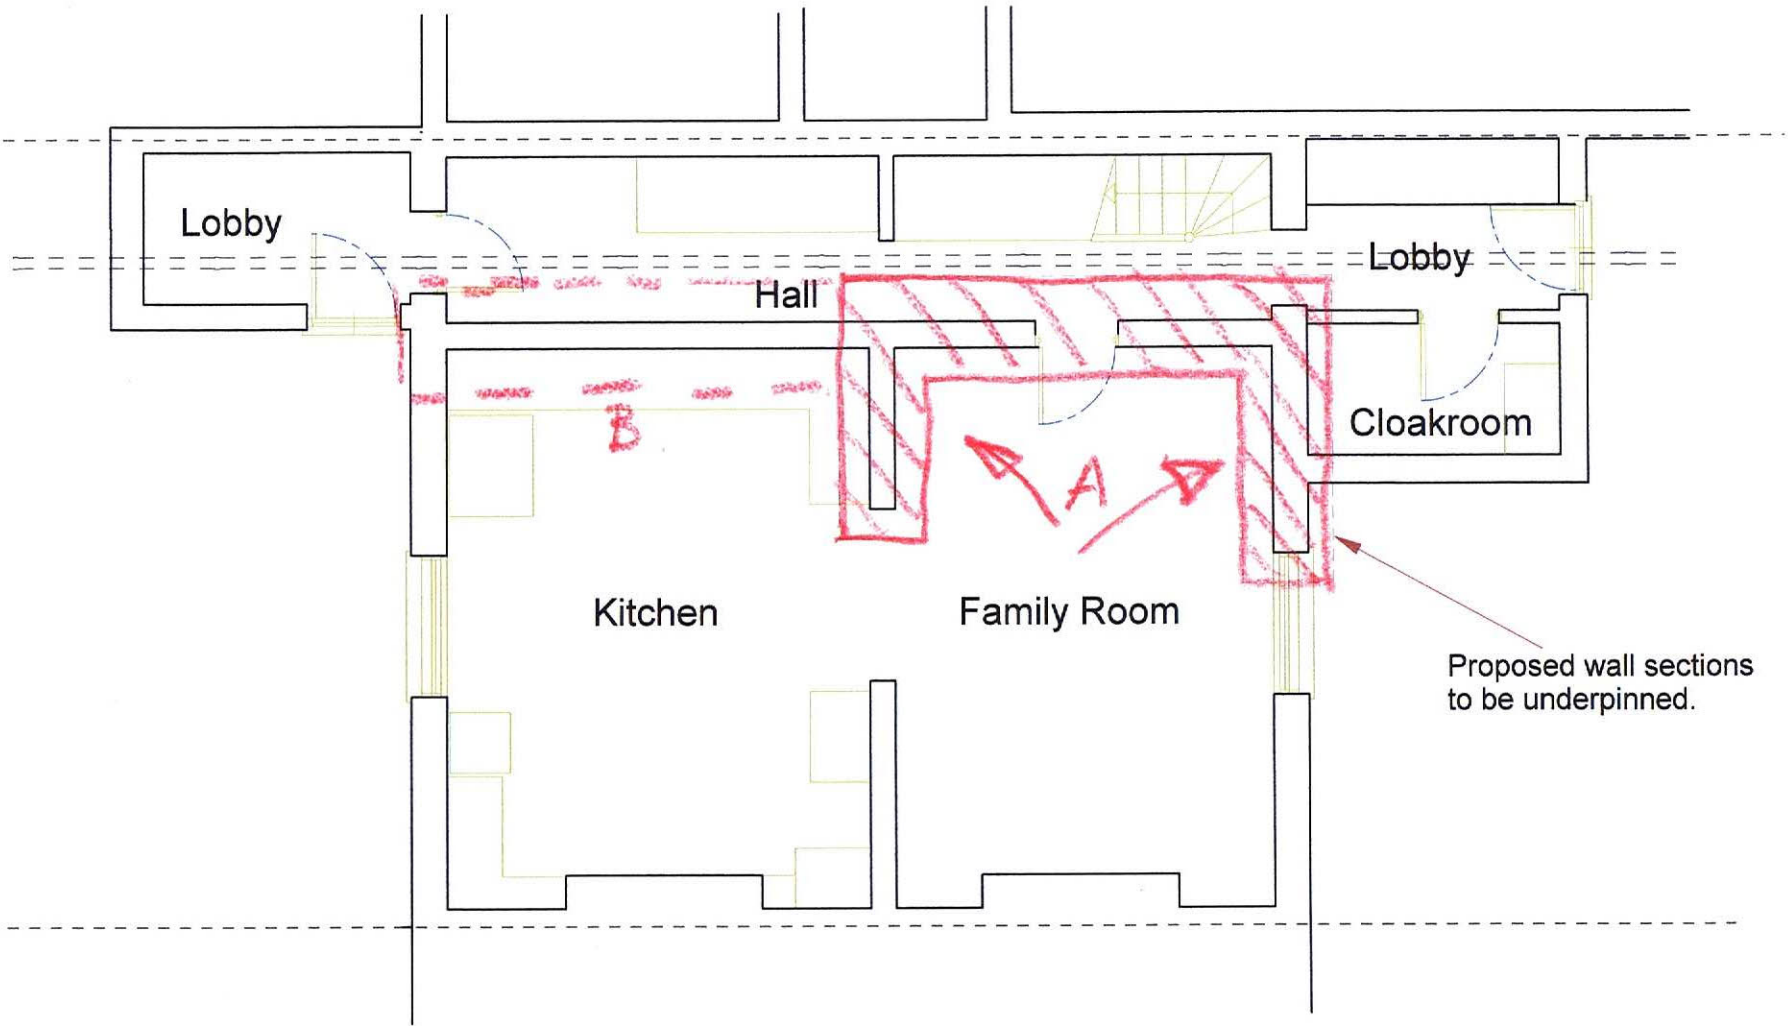 Lobby
Lobby
Hall
Cloakroom
B
A
Kitchen
Family Room
Proposed wall sections
to be underpinned.